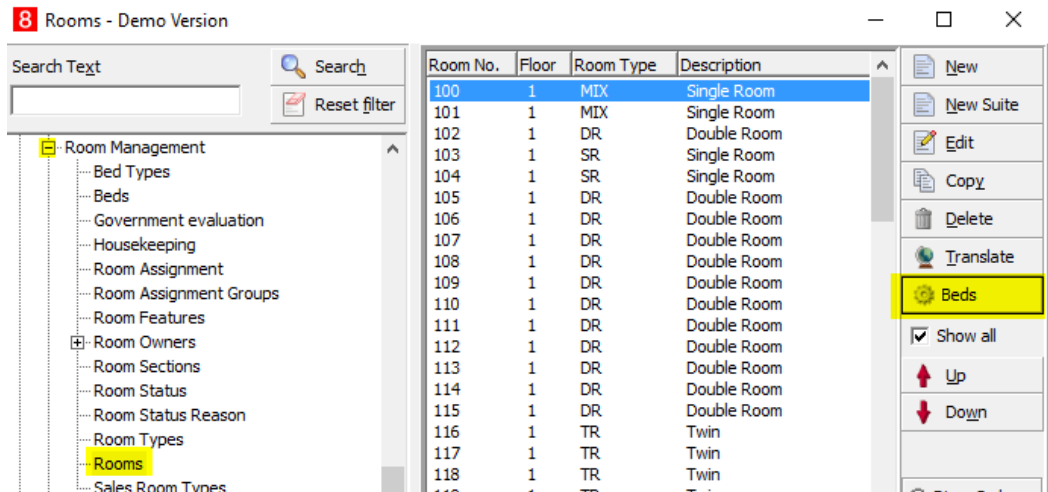 8 Rooms - Demo Version
Search Text
Search
Reset filter
Room Management
Bed Types
Beds
Government evaluation
Housekeeping
Room Assignment
Room Assignment Groups
Room Features
Room Owners
Room Sections
Room Status
Room Status Reason
Room Types
Rooms
Sales Room Types
Room No. Floor Room Type Description
100 1 MIX Single Room
101 1 MIX Single Room
102 1 DR Double Room
103 1 SR Single Room
104 1 SR Single Room
105 1 DR Double Room
106 1 DR Double Room
107 1 DR Double Room
108 1 DR Double Room
109 1 DR Double Room
110 1 DR Double Room
111 1 DR Double Room
112 1 DR Double Room
113 1 DR Double Room
114 1 DR Double Room
115 1 DR Double Room
116 1 TR Twin
117 1 TR Twin
118 1 TR Twin
New
New Suite
Edit
Copy
Delete
Translate
Beds
Show all
Up
Down